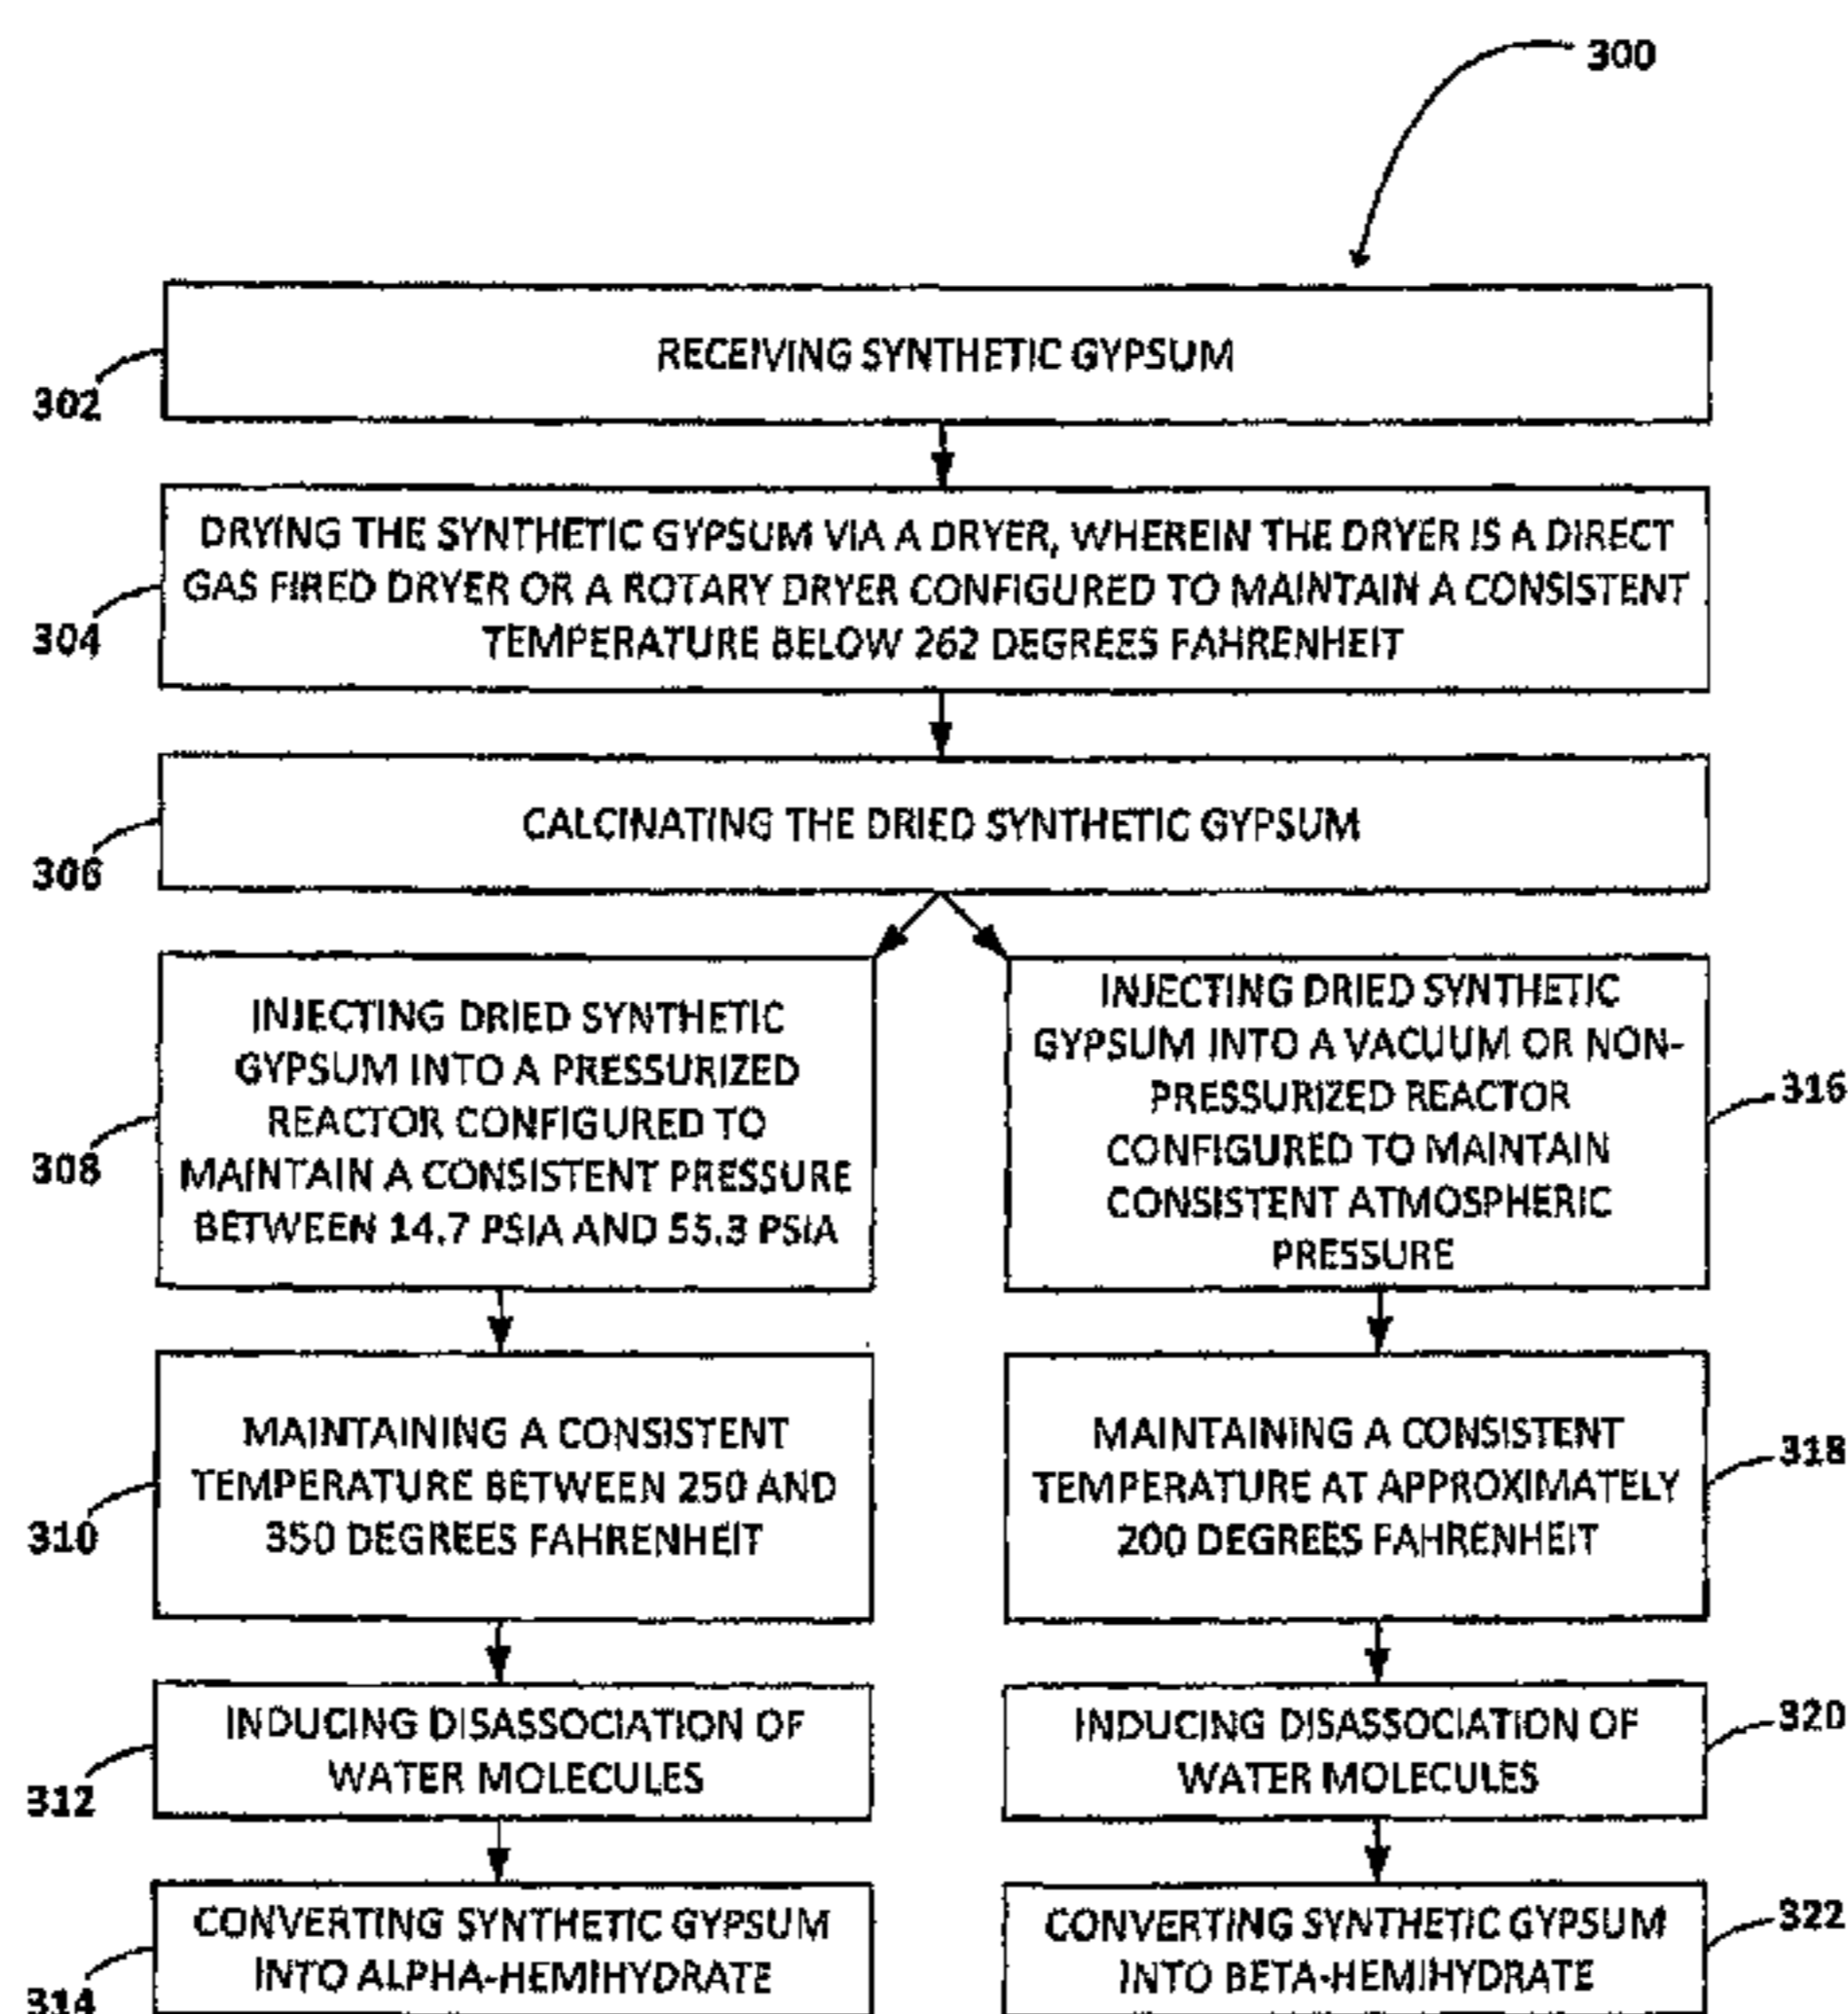 300
RECEIVING SYNTHETIC GYPSUM
302
DRYING THE SYNTHETIC GYPSUM VIA A DRYER, WHEREIN THE DRYER IS A DIRECT
GAS FIRED DRYER OR A ROTARY DRYER CONFIGURED TO MAINTAIN A CONSISTENT
TEMPERATURE BELOW 262 DEGREES FAHRENHEIT
304
CALCINATING THE DRIED SYNTHETIC GYPSUM
306
INJECTING DRIED SYNTHETIC
GYPSUM INTO A PRESSURIZED
REACTOR CONFIGURED TO
MAINTAIN A CONSISTENT PRESSURE
BETWEEN 14.7 PSIA AND 55.3 PSIA
308
INJECTING DRIED SYNTHETIC
GYPSUM INTO A VACUUM OR NON-
PRESSURIZED REACTOR
CONFIGURED TO MAINTAIN
CONSISTENT ATMOSPHERIC
PRESSURE
316
MAINTAINING A CONSISTENT
TEMPERATURE BETWEEN 250 AND
350 DEGREES FAHRENHEIT
310
MAINTAINING A CONSISTENT
TEMPERATURE AT APPROXIMATELY
200 DEGREES FAHRENHEIT
318
INDUCING DISASSOCIATION OF
WATER MOLECULES
312
INDUCING DISASSOCIATION OF
WATER MOLECULES
320
CONVERTING SYNTHETIC GYPSUM
INTO ALPHA-HEMIHYDRATE
314
CONVERTING SYNTHETIC GYPSUM
INTO BETA-HEMIHYDRATE
322